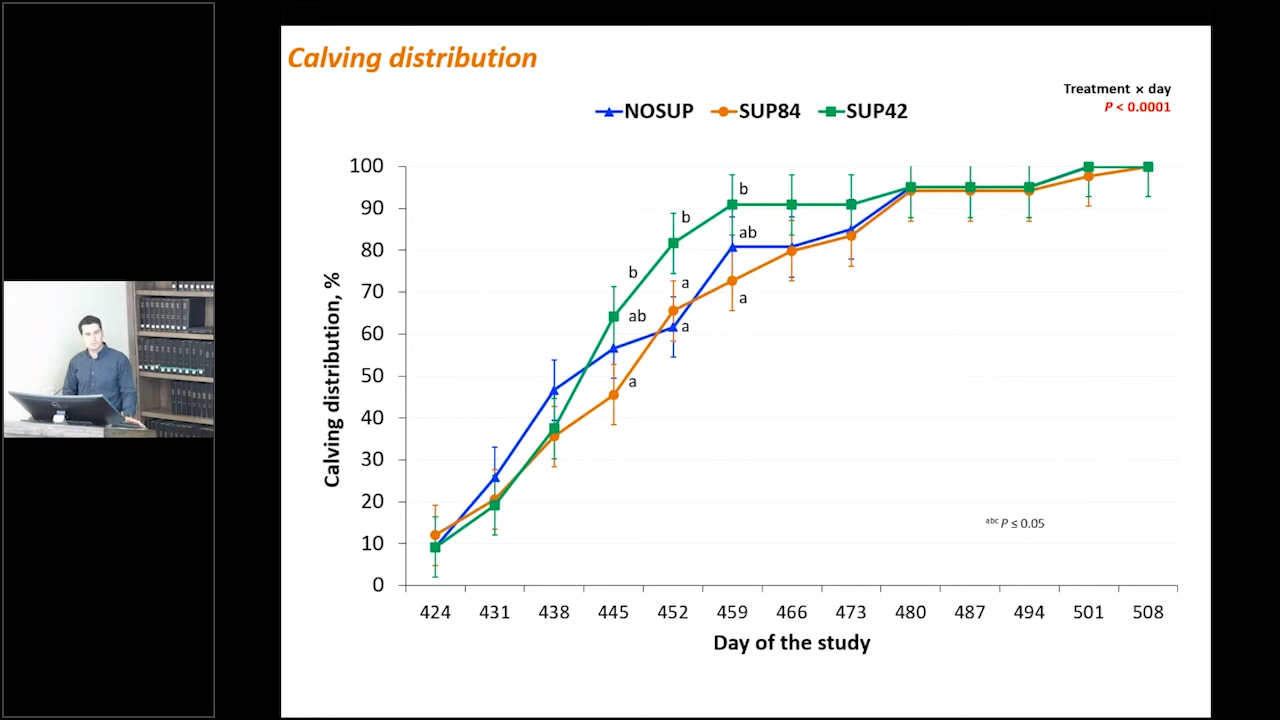 Calving distribution
Treatment × day
P < 0.0001
NOSUP SUP84 SUP42
100
90
80
70
60
50
40
30
20
10
0
Calving distribution, %
b
b
b
ab
a
ab
a
a
a
abc P ≤ 0.05
424 431 438 445 452 459 466 473 480 487 494 501 508
Day of the study